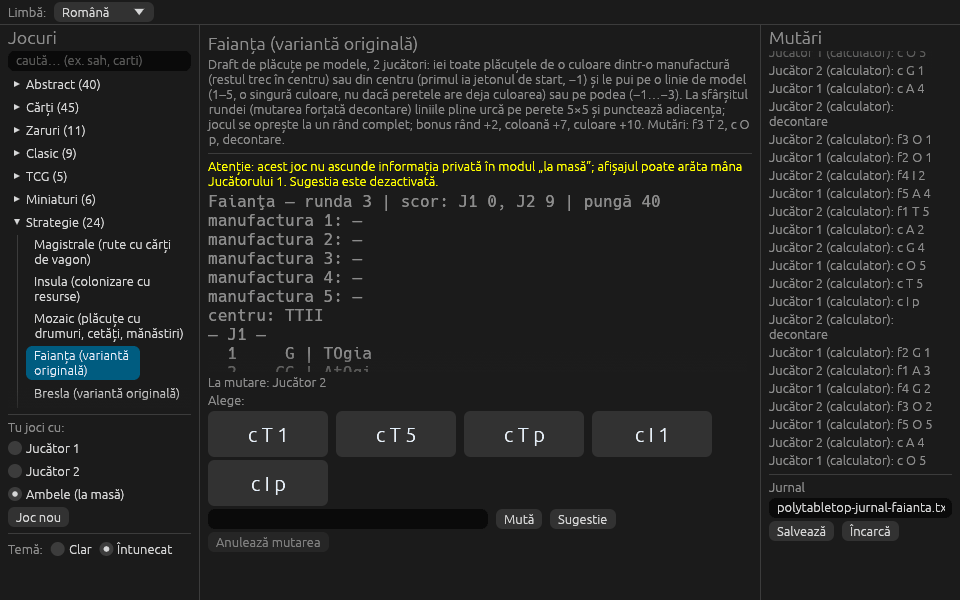 Limbă: Română
Jocuri
caută... (ex. sah, carti)
Abstract (40)
Cărți (45)
Zaruri (11)
Clasic (9)
TCG (5)
Miniaturi (6)
Strategie (24)
Magistrale (rute cu cărți
de vagon)
Insula (colonizare cu
resurse)
Mozaic (plăcuțe cu
drumuri, cetăți, mănăstiri)
Faianța (variantă
originală)
Bresla (variantă originală)
Tu joci cu:
Jucător 1
Jucător 2
Ambele (la masă)
Joc nou
Temă: Clar Întunecat
Faianța (variantă originală)
Draft de plăcuțe pe modele, 2 jucători: iei toate plăcuțele de o culoare dintr-o manufactură
(restul trec în centru) sau din centru (primul ia jetonul de start, −1) și le pui pe o linie de model
(1–5, o singură culoare, nu dacă peretele are deja culoarea) sau pe podea (−1…−3). La sfârșitul
rundei (mutarea forțată decontare) liniile pline urcă pe perete 5×5 și punctează adiacența;
jocul se oprește la un rând complet; bonus rând +2, coloană +7, culoare +10. Mutări: f3 T 2, c O
p, decontare.
Atenție: acest joc nu ascunde informația privată în modul „la masă”; afișajul poate arăta mâna
Jucătorului 1. Sugestia este dezactivată.
Faianța — runda 3 | scor: J1 0, J2 9 | pungă 40
manufactura 1: —
manufactura 2: —
manufactura 3: —
manufactura 4: —
manufactura 5: —
centru: TTII
— J1 —
1 G | TOgia
2 GG | AtOgi
La mutare: Jucător 2
Alege:
c T 1
c T 5
c T p
c I 1
c I p
Mută Sugestie
Anulează mutarea
Mutări
Jucător 1 (calculator): c O 5
Jucător 2 (calculator): c G 1
Jucător 1 (calculator): c A 4
Jucător 2 (calculator):
decontare
Jucător 2 (calculator): f3 O 1
Jucător 1 (calculator): f2 O 1
Jucător 2 (calculator): f4 I 2
Jucător 1 (calculator): f5 A 4
Jucător 2 (calculator): f1 T 5
Jucător 1 (calculator): c A 2
Jucător 2 (calculator): c G 4
Jucător 1 (calculator): c O 5
Jucător 2 (calculator): c T 5
Jucător 1 (calculator): c I p
Jucător 2 (calculator):
decontare
Jucător 1 (calculator): f2 G 1
Jucător 2 (calculator): f1 A 3
Jucător 1 (calculator): f4 G 2
Jucător 2 (calculator): f3 O 2
Jucător 1 (calculator): f5 O 5
Jucător 2 (calculator): c A 4
Jucător 1 (calculator): c O 5
Jurnal
polytabletop-jurnal-faianta.tx
Salvează Încarcă